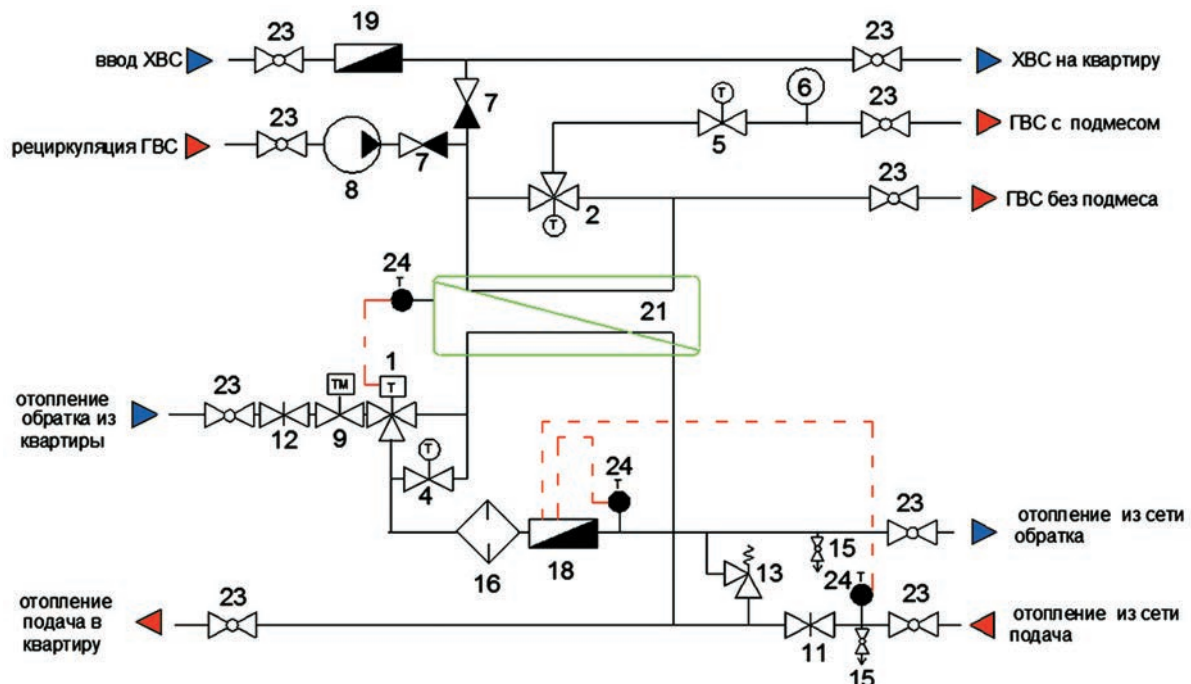 23
19
23
ввод ХВС
ХВС на квартиру
7
6
23
23
Т
5
ГВС с подмесом
рециркуляция ГВС
8
7
23
2
Т
ГВС без подмеса
24
Т
21
1
Т
ТМ
23
отопление
обратка из
квартиры
12
9
Т
4
24
Т
23
отопление из сети
обратка
16
18
13
15
24
Т
23
23
отопление
подача в
квартиру
11
15
отопление из сети
подача